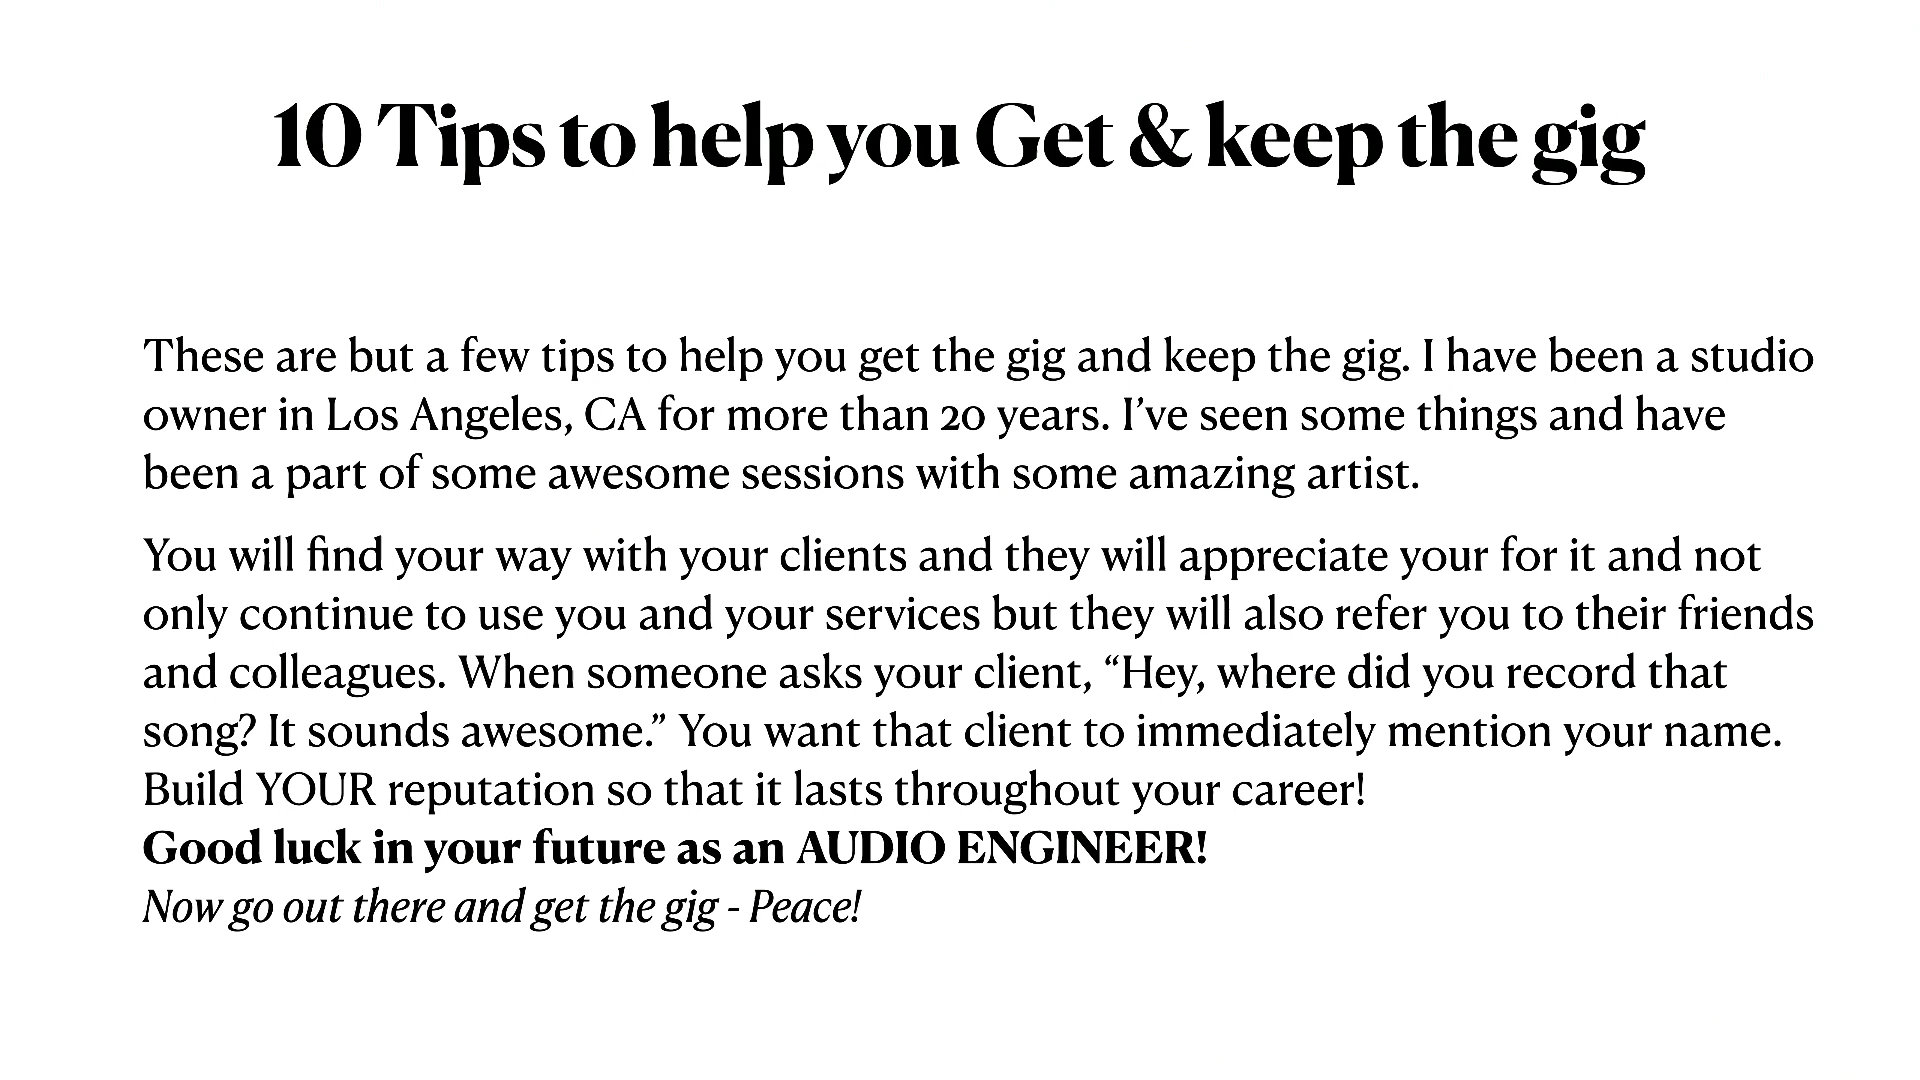 10 Tips to help you Get & keep the gig
These are but a few tips to help you get the gig and keep the gig. I have been a studio
owner in Los Angeles, CA for more than 20 years. I’ve seen some things and have
been a part of some awesome sessions with some amazing artist.
You will find your way with your clients and they will appreciate your for it and not
only continue to use you and your services but they will also refer you to their friends
and colleagues. When someone asks your client, “Hey, where did you record that
song? It sounds awesome.” You want that client to immediately mention your name.
Build YOUR reputation so that it lasts throughout your career!
Good luck in your future as an AUDIO ENGINEER!
Now go out there and get the gig - Peace!